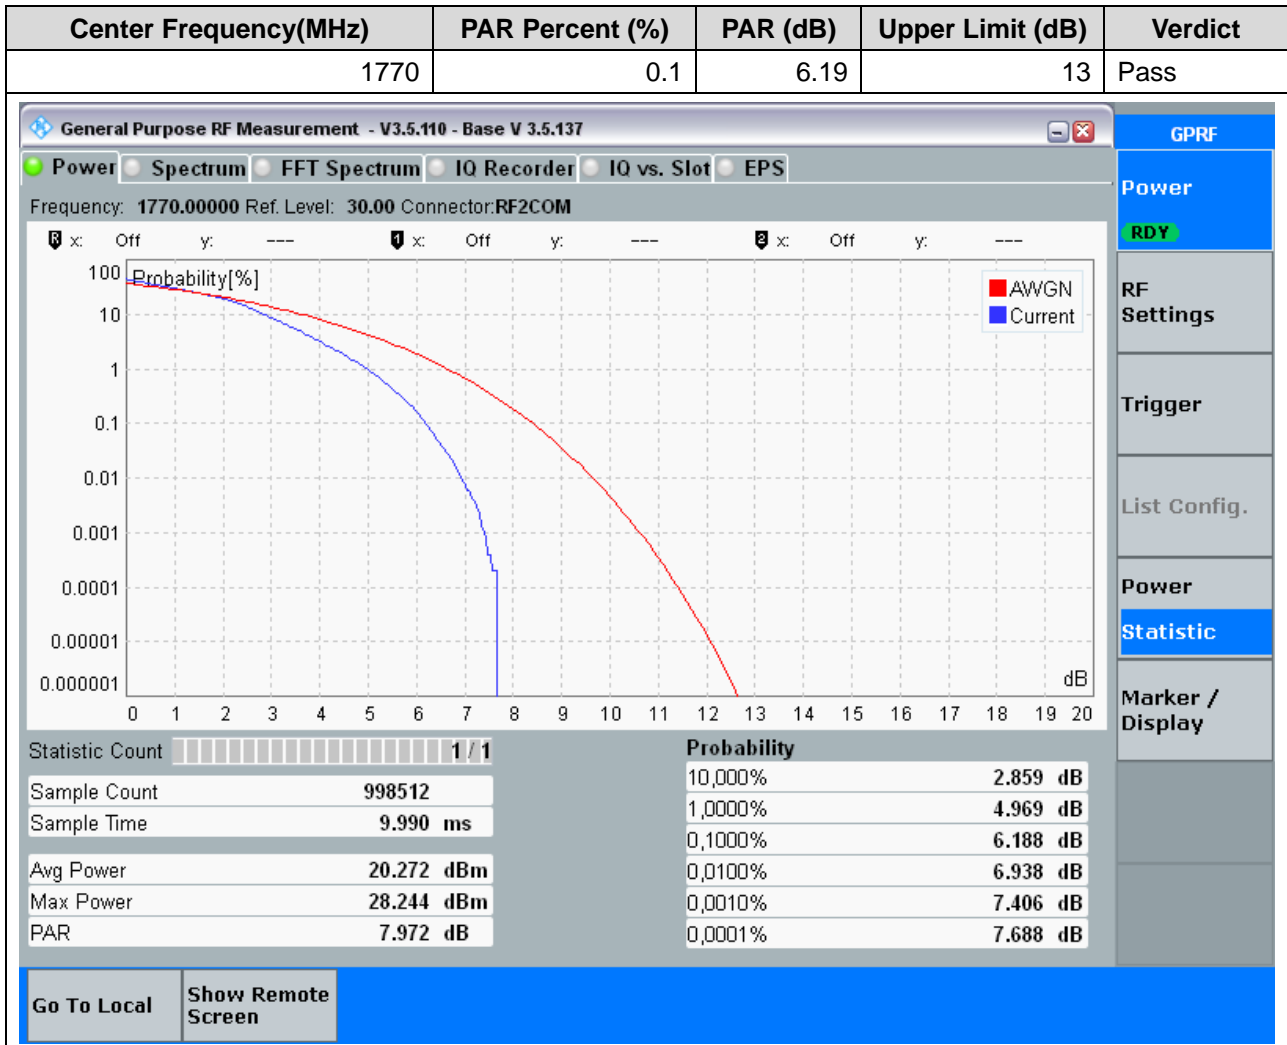 Center Frequency(MHz) PAR Percent (%) PAR (dB) Upper Limit (dB) Verdict
1770 0.1 6.19 13 Pass
General Purpose RF Measurement - V3.5.110 - Base V 3.5.137
GPRF
Power Spectrum FFT Spectrum IQ Recorder IQ vs. Slot EPS
Frequency: 1770.00000 Ref. Level: 30.00 Connector:RF2COM
R x: Off y: --- 1 x: Off y: --- 2 x: Off y: ---
Probability[%]
AWGN
Current
100
10
1
0.1
0.01
0.001
0.0001
0.00001
0.000001
dB
0 1 2 3 4 5 6 7 8 9 10 11 12 13 14 15 16 17 18 19 20
Statistic Count 1 / 1
Sample Count 998512
Sample Time 9.990 ms
Avg Power 20.272 dBm
Max Power 28.244 dBm
PAR 7.972 dB
Probability
10,000% 2.859 dB
1,0000% 4.969 dB
0,1000% 6.188 dB
0,0100% 6.938 dB
0,0010% 7.406 dB
0,0001% 7.688 dB
Power
RDY
RF
Settings
Trigger
List Config.
Power
Statistic
Marker /
Display
Go To Local
Show Remote
Screen